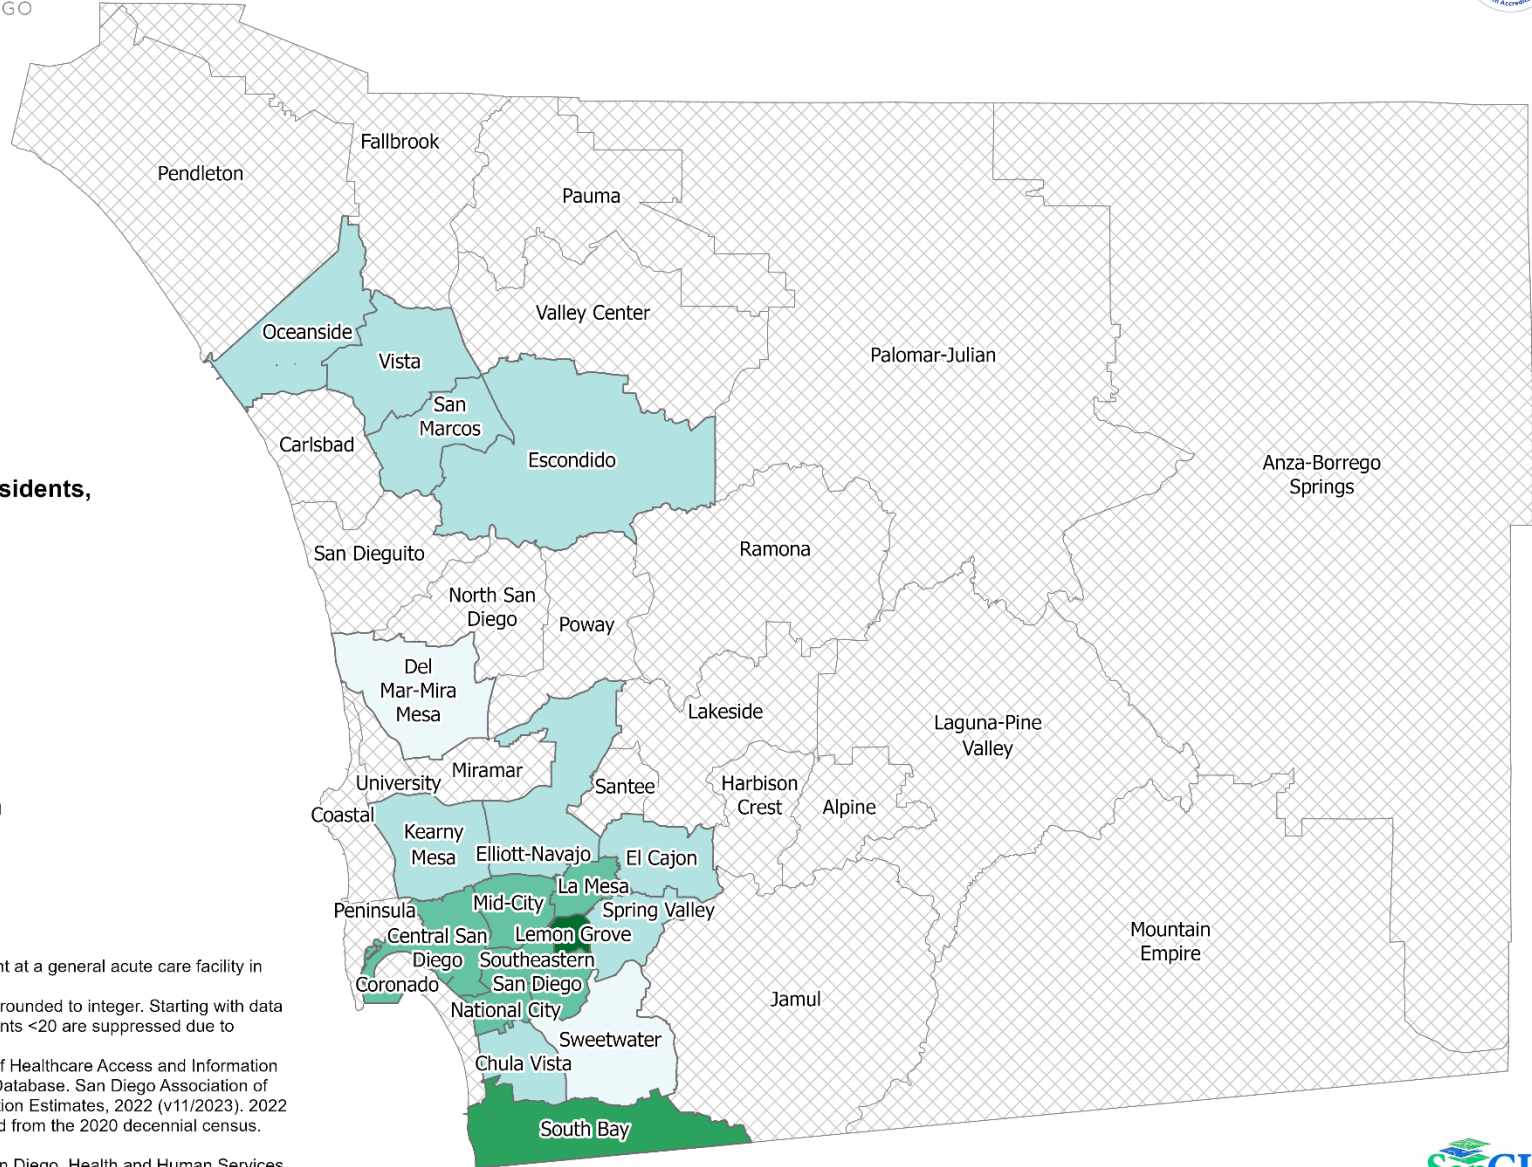 GO
Fallbrook
Pendleton
Pauma
Valley Center
Oceanside
Vista
Palomar-Julian
San
Marcos
Carlsbad
Escondido
Anza-Borrego
Springs
sidents,
San Dieguito
Ramona
North San
Diego
Poway
Del
Mar-Mira
Mesa
Lakeside
Laguna-Pine
Valley
Miramar
University
Santee
Harbison
Crest
Alpine
Coastal
Kearny
Mesa
Elliott-Navajo
El Cajon
La Mesa
Mid-City
Peninsula
Spring Valley
Central San
Diego
Lemon Grove
Mountain
Empire
Southeastern
San Diego
Coronado
Jamul
National City
Sweetwater
Chula Vista
South Bay
nt at a general acute care facility in
rounded to integer. Starting with data
nts <20 are suppressed due to
f Healthcare Access and Information
Database. San Diego Association of
tion Estimates, 2022 (v11/2023). 2022
d from the 2020 decennial census.
n Diego, Health and Human Services